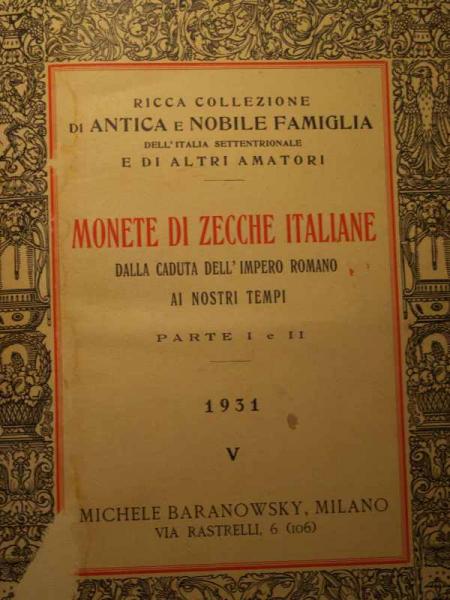 RICCA COLLEZIONE
DI ANTICA E NOBILE FAMIGLIA
DELL'ITALIA SETTENTRIONALE
E DI ALTRI AMATORI
MONETE DI ZECCHE ITALIANE
DALLA CADUTA DELL'IMPERO ROMANO
AI NOSTRI TEMPI
PARTE I e II
1931
V
MICHELE BARANOWSKY, MILANO
VIA RASTRELLI, 6 (106)